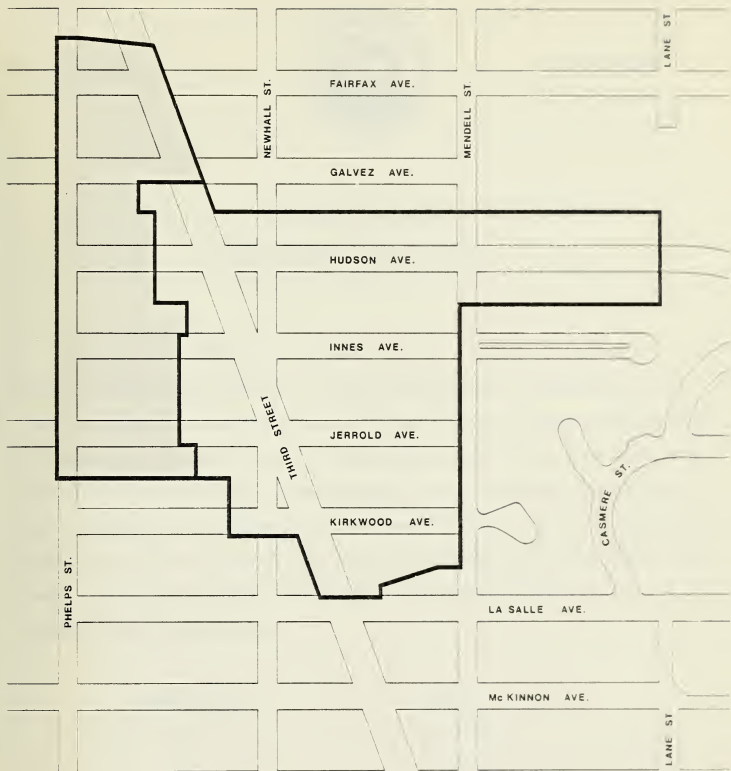 LANE ST
FAIRFAX AVE.
NEWHALL ST.
MENDELL ST.
GALVEZ AVE.
HUDSON AVE.
INNES AVE.
THIRD STREET
JERROLD AVE.
CASMERE ST.
KIRKWOOD AVE.
PHELPS ST.
LA SALLE AVE.
Mc KINNON AVE.
LANE ST